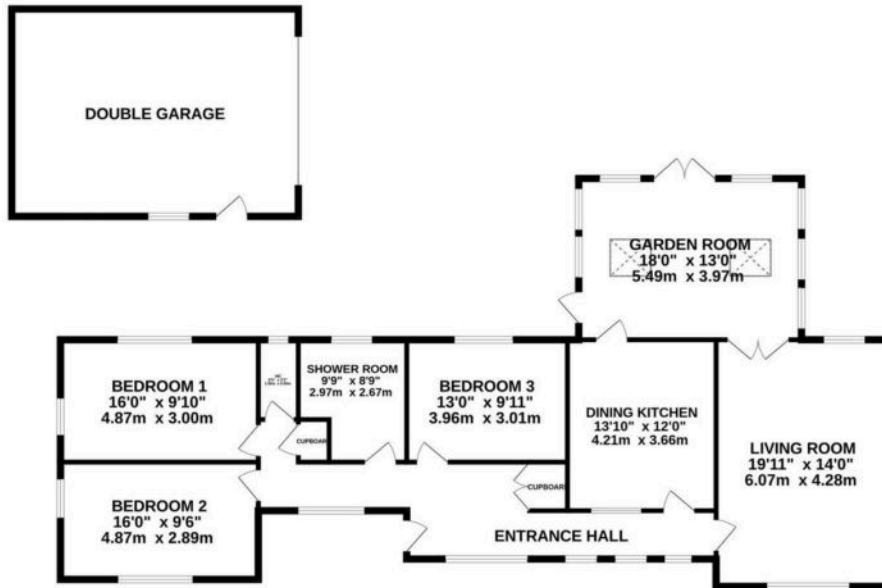 DOUBLE GARAGE
GARDEN ROOM
18'0" x 13'0"
5.49m x 3.97m
BEDROOM 1
16'0" x 9'10"
4.87m x 3.00m
SHOWER ROOM
9'9" x 8'9"
2.97m x 2.67m
BEDROOM 3
13'0" x 9'11"
3.96m x 3.01m
DINING KITCHEN
13'10" x 12'0"
4.21m x 3.66m
LIVING ROOM
19'11" x 14'0"
6.07m x 4.28m
CUPBOARD
BEDROOM 2
16'0" x 9'6"
4.87m x 2.89m
CUPBOARD
ENTRANCE HALL